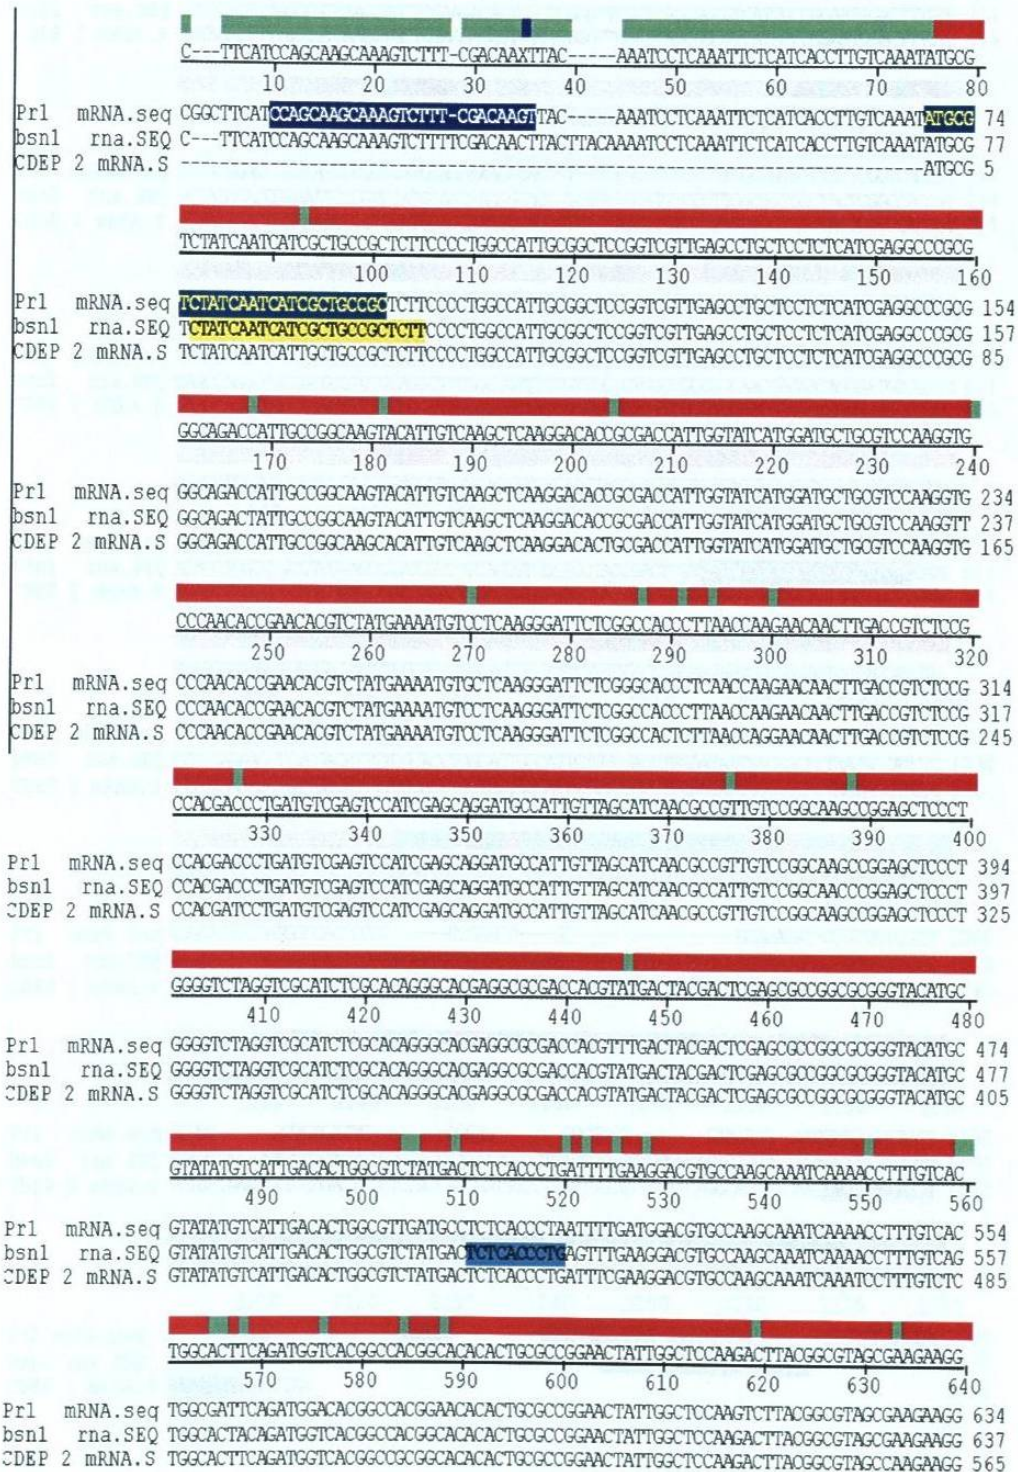 C---TTCATCCAGCAAGCAAAGTCTTT-CGACAAXTTAC-----AAATCCTCAAATTCTCATCACCTTGTCAAATATGCG
10 20 30 40 50 60 70 80
Pr1 mRNA.seq CGGCTTCATCCAGCAAGCAAAGTCTTT-CGACAAGTTAC-----AAATCCTCAAATTCTCATCACCTTGTCAAATATGCG 74
bsn1 rna.SEQ C---TTCATCCAGCAAGCAAAGTCTTTTCGACAACTTACTTACAAAATCCTCAAATTCTCATCACCTTGTCAAATATGCG 77
CDEP 2 mRNA.S ---------------------------------------------------------------------------ATGCG 5
TCTATCAATCATCGCTGCCGCTCTTCCCCTGGCCATTGCGGCTCCGGTCGTTGAGCCTGCTCCTCTCATCGAGGCCCGCG
90 100 110 120 130 140 150 160
Pr1 mRNA.seq TCTATCAATCATCGCTGCCGCTCTTCCCCTGGCCATTGCGGCTCCGGTCGTTGAGCCTGCTCCTCTCATCGAGGCCCGCG 154
bsn1 rna.SEQ TCTATCAATCATCGCTGCCGCTCTTCCCCTGGCCATTGCGGCTCCGGTCGTTGAGCCTGCTCCTCTCATCGAGGCCCGCG 157
CDEP 2 mRNA.S TCTATCAATCATTGCTGCCGCTCTTCCCCTGGCCATTGCGGCTCCGGTCGTTGAGCCTGCTCCTCTCATCGAGGCCCGCG 85
GGCAGACCATTGCCGGCAAGTACATTGTCAAGCTCAAGGACACCGCGACCATTGGTATCATGGATGCTGCGTCCAAGGTG
170 180 190 200 210 220 230 240
Pr1 mRNA.seq GGCAGACCATTGCCGGCAAGTACATTGTCAAGCTCAAGGACACCGCGACCATTGGTATCATGGATGCTGCGTCCAAGGTG 234
bsn1 rna.SEQ GGCAGACTATTGCCGGCAAGTACATTGTCAAGCTCAAGGACACCGCGACCATTGGTATCATGGATGCTGCGTCCAAGGTT 237
CDEP 2 mRNA.S GGCAGACCATTGCCGGCAAGCACATTGTCAAGCTCAAGGACACTGCGACCATTGGTATCATGGATGCTGCGTCCAAGGTG 165
CCCAACACCGAACACGTCTATGAAAATGTCCTCAAGGGATTCTCGGCCACCCTTAACCAAGAACAACTTGACCGTCTCCG
250 260 270 280 290 300 310 320
Pr1 mRNA.seq CCCAACACCGAACACGTCTATGAAAATGTGCTCAAGGGATTCTCGGGCACCCTCAACCAAGAACAACTTGACCGTCTCCG 314
bsn1 rna.SEQ CCCAACACCGAACACGTCTATGAAAATGTCCTCAAGGGATTCTCGGCCACCCTTAACCAAGAACAACTTGACCGTCTCCG 317
CDEP 2 mRNA.S CCCAACACCGAACACGTCTATGAAAATGTCCTCAAGGGATTCTCGGCCACTCTTAACCAGGAACAACTTGACCGTCTCCG 245
CCACGACCCTGATGTCGAGTCCATCGAGCAGGATGCCATTGTTAGCATCAACGCCGTTGTCCGGCAAGCCGGAGCTCCCT
330 340 350 360 370 380 390 400
Pr1 mRNA.seq CCACGACCCTGATGTCGAGTCCATCGAGCAGGATGCCATTGTTAGCATCAACGCCGTTGTCCGGCAAGCCGGAGCTCCCT 394
bsn1 rna.SEQ CCACGACCCTGATGTCGAGTCCATCGAGCAGGATGCCATTGTTAGCATCAACGCCATTGTCCGGCAACCCGGAGCTCCCT 397
CDEP 2 mRNA.S CCACGATCCTGATGTCGAGTCCATCGAGCAGGATGCCATTGTTAGCATCAACGCCGTTGTCCGGCAAGCCGGAGCTCCCT 325
GGGGTCTAGGTCGCATCTCGCACAGGGCACGAGGCGCGACCACGTATGACTACGACTCGAGCGCCGGCGCGGGTACATGC
410 420 430 440 450 460 470 480
Pr1 mRNA.seq GGGGTCTAGGTCGCATCTCGCACAGGGCACGAGGCGCGACCACGTTTGACTACGACTCGAGCGCCGGCGCGGGTACATGC 474
bsn1 rna.SEQ GGGGTCTAGGTCGCATCTCGCACAGGGCACGAGGCGCGACCACGTATGACTACGACTCGAGCGCCGGCGCGGGTACATGC 477
CDEP 2 mRNA.S GGGGTCTAGGTCGCATCTCGCACAGGGCACGAGGCGCGACCACGTATGACTACGACTCGAGCGCCGGCGCGGGTACATGC 405
GTATATGTCATTGACACTGGCGTCTATGACTCTCACCCTGATTTTGAAGGACGTGCCAAGCAAATCAAAACCTTTGTCAC
490 500 510 520 530 540 550 560
Pr1 mRNA.seq GTATATGTCATTGACACTGGCGTTGATGCCTCTCACCCTAATTTTGATGGACGTGCCAAGCAAATCAAAACCTTTGTCAC 554
bsn1 rna.SEQ GTATATGTCATTGACACTGGCGTCTATGACTCTCACCCTGAGTTTGAAGGACGTGCCAAGCAAATCAAAACCTTTGTCAG 557
CDEP 2 mRNA.S GTATATGTCATTGACACTGGCGTCTATGACTCTCACCCTGATTTCGAAGGACGTGCCAAGCAAATCAAATCCTTTGTCTC 485
TGGCACTTCAGATGGTCACGGCCACGGCACACACTGCGCCGGAACTATTGGCTCCAAGACTTACGGCGTAGCGAAGAAGG
570 580 590 600 610 620 630 640
Pr1 mRNA.seq TGGCGATTCAGATGGACACGGCCACGGAACACACTGCGCCGGAACTATTGGCTCCAAGTCTTACGGCGTAGCGAAGAAGG 634
bsn1 rna.SEQ TGGCACTACAGATGGTCACGGCCACGGCACACACTGCGCCGGAACTATTGGCTCCAAGACTTACGGCGTAGCGAAGAAGG 637
CDEP 2 mRNA.S TGGCACTTCAGATGGTCACGGCCGCGGCACACACTGCGCCGGAACTATTGGCTCCAAGACTTACGGCGTAGCCAAGAAGG 565